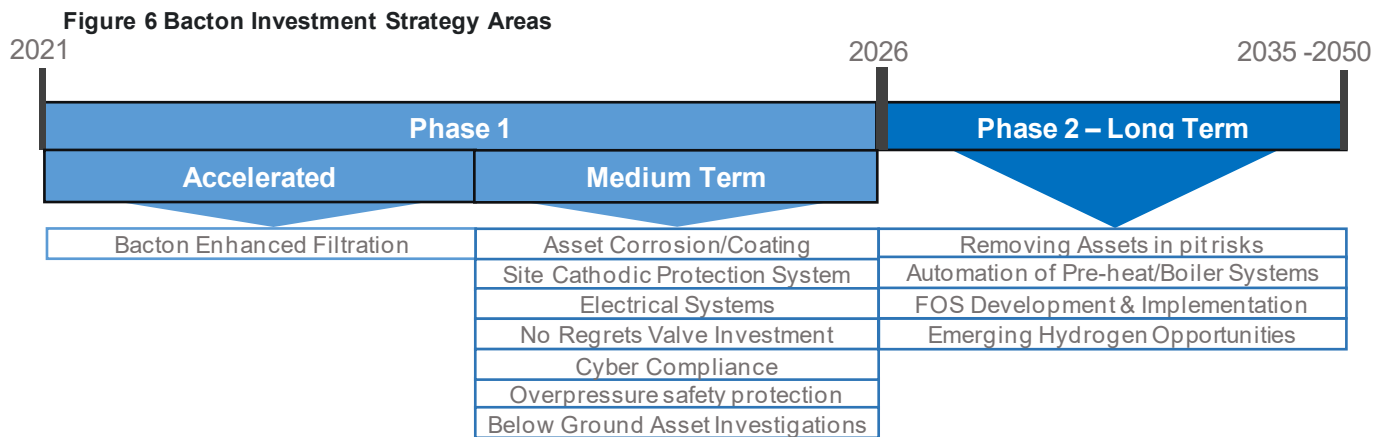 Figure 6 Bacton Investment Strategy Areas
2021
2026
2035 -2050
Phase 1
Phase 2 – Long Term
Accelerated
Medium Term
Bacton Enhanced Filtration
Asset Corrosion/Coating
Site Cathodic Protection System
Electrical Systems
No Regrets Valve Investment
Cyber Compliance
Overpressure safety protection
Below Ground Asset Investigations
Removing Assets in pit risks
Automation of Pre-heat/Boiler Systems
FOS Development & Implementation
Emerging Hydrogen Opportunities